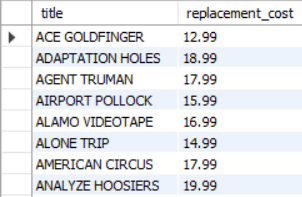 title replacement_cost
ACE GOLDFINGER 12.99
ADAPTATION HOLES 18.99
AGENT TRUMAN 17.99
AIRPORT POLLOCK 15.99
ALAMO VIDEOTAPE 16.99
ALONE TRIP 14.99
AMERICAN CIRCUS 17.99
ANALYZE HOOSIERS 19.99